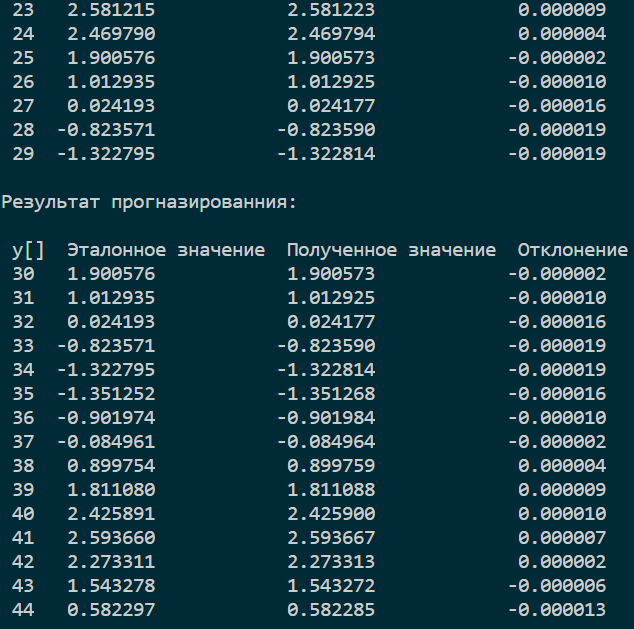 23 2.581215 2.581223 0.000009
24 2.469790 2.469794 0.000004
25 1.900576 1.900573 -0.000002
26 1.012935 1.012925 -0.000010
27 0.024193 0.024177 -0.000016
28 -0.823571 -0.823590 -0.000019
29 -1.322795 -1.322814 -0.000019
Результат прогназированния:
y[] Эталонное значение Полученное значение Отклонение
30 1.900576 1.900573 -0.000002
31 1.012935 1.012925 -0.000010
32 0.024193 0.024177 -0.000016
33 -0.823571 -0.823590 -0.000019
34 -1.322795 -1.322814 -0.000019
35 -1.351252 -1.351268 -0.000016
36 -0.901974 -0.901984 -0.000010
37 -0.084961 -0.084964 -0.000002
38 0.899754 0.899759 0.000004
39 1.811080 1.811088 0.000009
40 2.425891 2.425900 0.000010
41 2.593660 2.593667 0.000007
42 2.273311 2.273313 0.000002
43 1.543278 1.543272 -0.000006
44 0.582297 0.582285 -0.000013